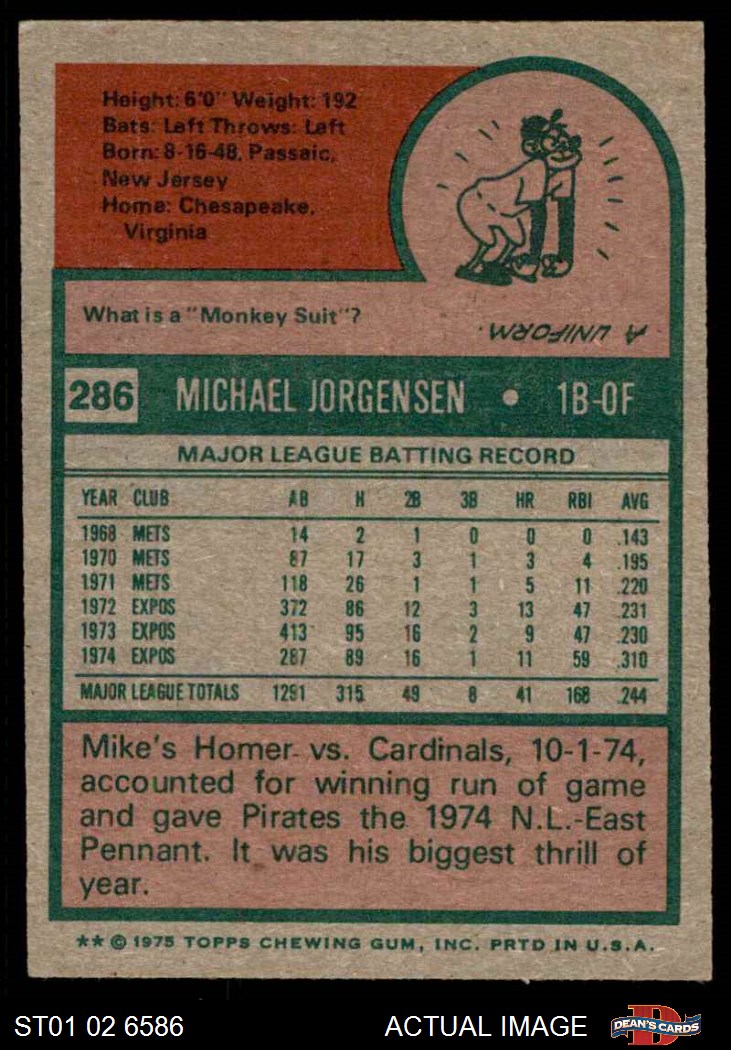 Height: 6'0" Weight: 192
Bats: Left Throws: Left
Born: 8-16-48, Passaic,
New Jersey
Home: Chesapeake,
Virginia
What is a "Monkey Suit"?
A UNIFORM.
286 MICHAEL JORGENSEN • 1B-OF
MAJOR LEAGUE BATTING RECORD
YEAR CLUB AB H 2B 3B HR RBI AVG
1968 METS 14 2 1 0 0 0 .143
1970 METS 87 17 3 1 3 4 .195
1971 METS 118 26 1 1 5 11 .220
1972 EXPOS 372 86 12 3 13 47 .231
1973 EXPOS 413 95 16 2 9 47 .230
1974 EXPOS 287 89 16 1 11 59 .310
MAJOR LEAGUE TOTALS 1291 315 49 8 41 168 .244
Mike's Homer vs. Cardinals, 10-1-74,
accounted for winning run of game
and gave Pirates the 1974 N.L.-East
Pennant. It was his biggest thrill of
year.
** © 1975 TOPPS CHEWING GUM, INC. PRTD IN U.S.A.
ST01 02 6586 ACTUAL IMAGE D DEAN'S CARDS